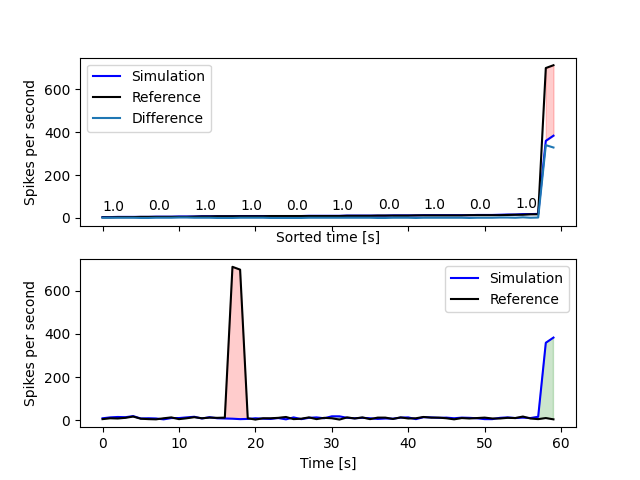 Spikes per second
600
400
200
0
Simulation
Reference
Difference
1.0 0.0 1.0 1.0 0.0 1.0 0.0 1.0 0.0 1.0
Sorted time [s]
Spikes per second
600
400
200
0
Simulation
Reference
0 10 20 30 40 50 60
Time [s]